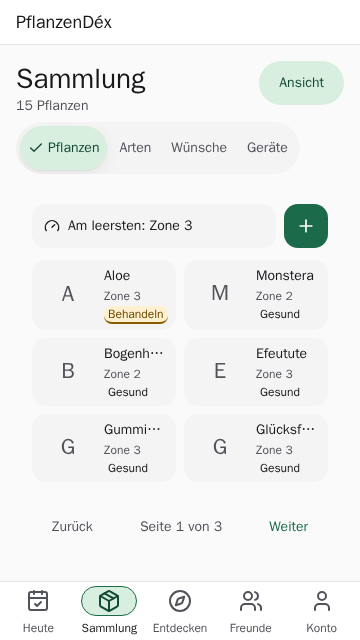 PflanzenDéx
Sammlung
15 Pflanzen
Ansicht
Pflanzen Arten Wünsche Geräte
Am leersten: Zone 3
A
Aloe
Zone 3
Behandeln
M
Monstera
Zone 2
Gesund
B
Bogenh···
Zone 2
Gesund
E
Efeutute
Zone 3
Gesund
G
Gummi···
Zone 3
Gesund
G
Glücksf···
Zone 3
Gesund
Zurück Seite 1 von 3 Weiter
Heute Sammlung Entdecken Freunde Konto